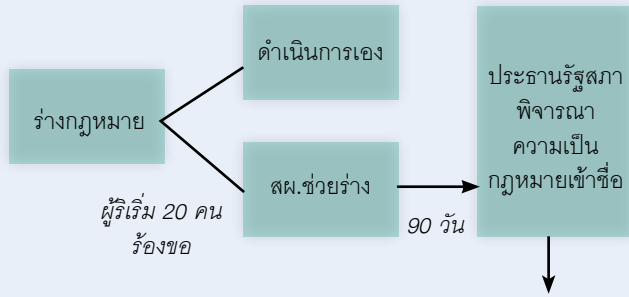 ร่างกฎหมาย
ผู้ริเริ่ม 20 คน
ร้องขอ
ดำเนินการเอง
สผ.ช่วยร่าง
90 วัน
ประธานรัฐสภา
พิจารณา
ความเป็น
กฎหมายเข้าชื่อ